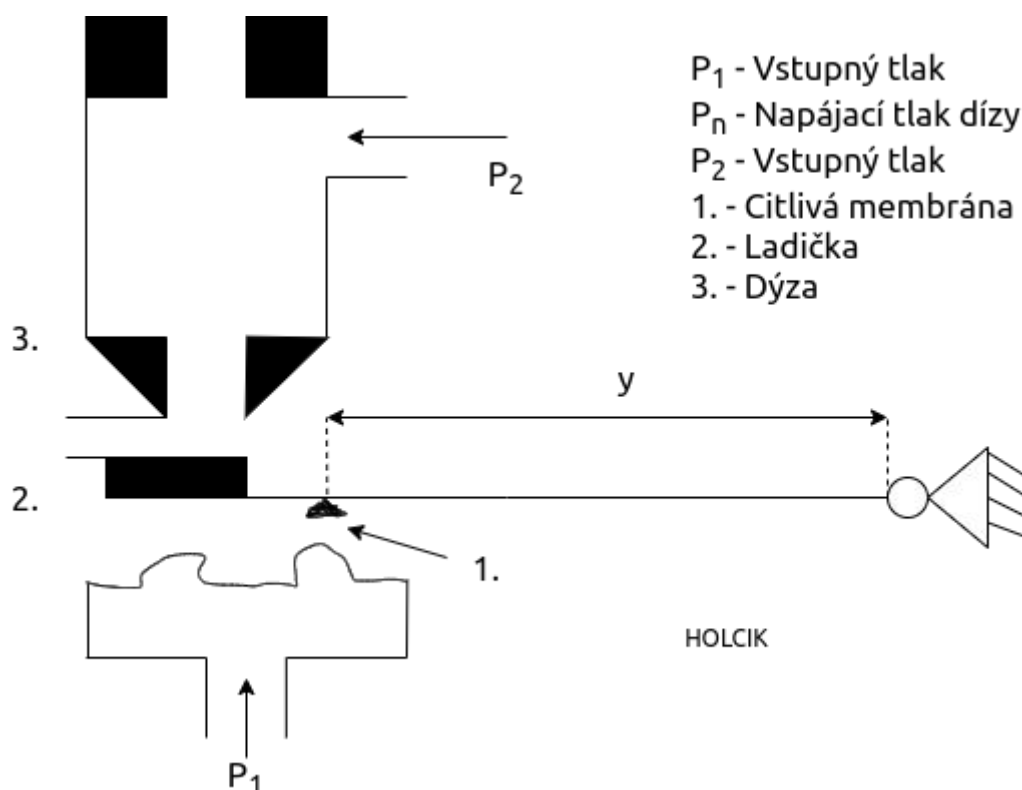 P1 - Vstupný tlak
Pn - Napájací tlak dízy
P2 - Vstupný tlak
1. - Citlivá membrána
2. - Ladička
3. - Dýza
P2
3.
y
2.
1.
HOLCIK
P1